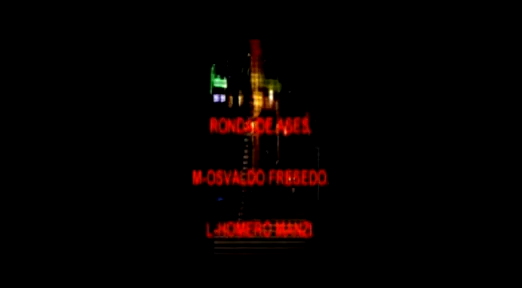 RONDA DE ASES.
M-OSVALDO FRESEDO.
L-HOMERO MANZI